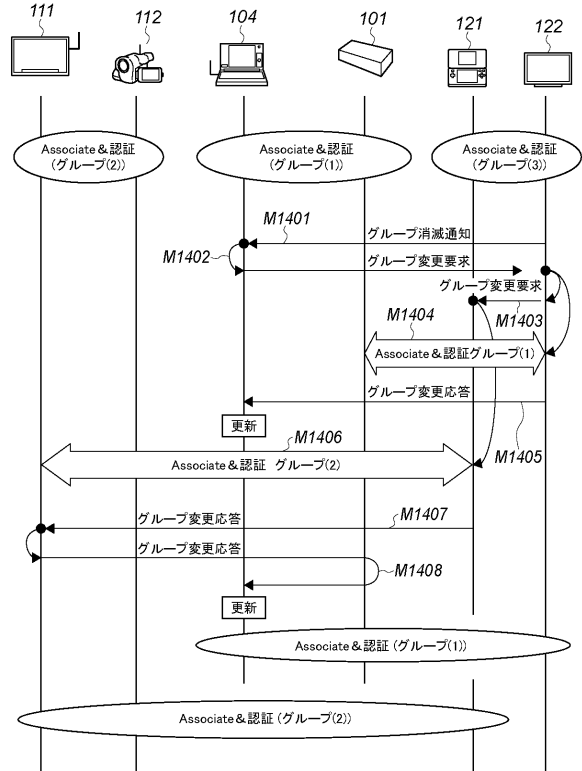 111
112
104
101
121
122
Associate＆認証
(グループ(2))
Associate＆認証
(グループ(1))
Associate＆認証
(グループ(3))
M1401
グループ消滅通知
M1402
グループ変更要求
グループ変更要求
M1403
M1404
Associate＆認証グループ(1)
グループ変更応答
更新
M1405
M1406
Associate＆認証 グループ(2)
M1407
グループ変更応答
グループ変更応答
M1408
更新
Associate＆認証 (グループ(1))
Associate＆認証 (グループ(2))